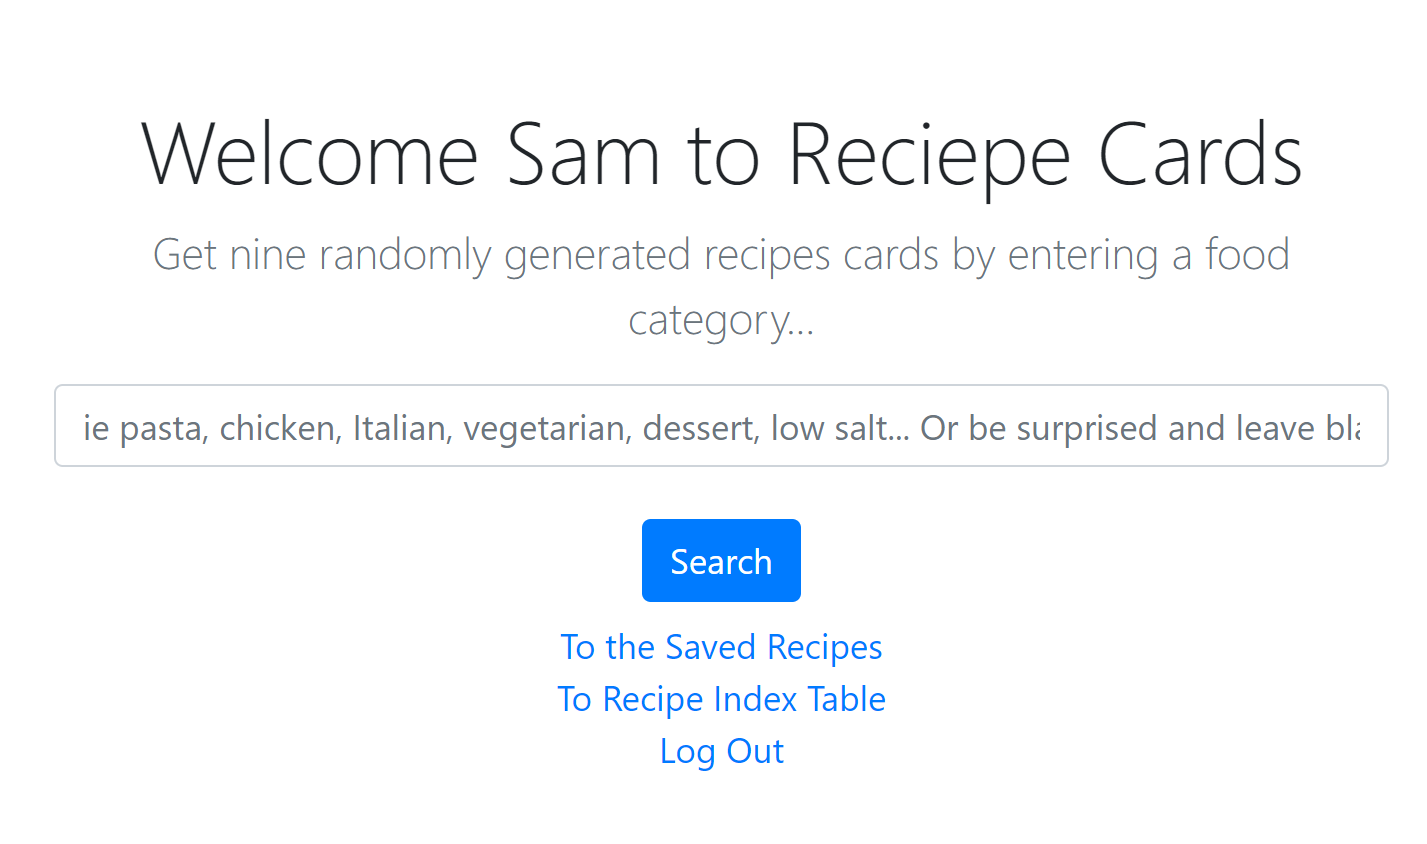 Welcome Sam to Reciepe Cards
Get nine randomly generated recipes cards by entering a food
category...
ie pasta, chicken, Italian, vegetarian, dessert, low salt... Or be surprised and leave
Search
To the Saved Recipes
To Recipe Index Table
Log Out